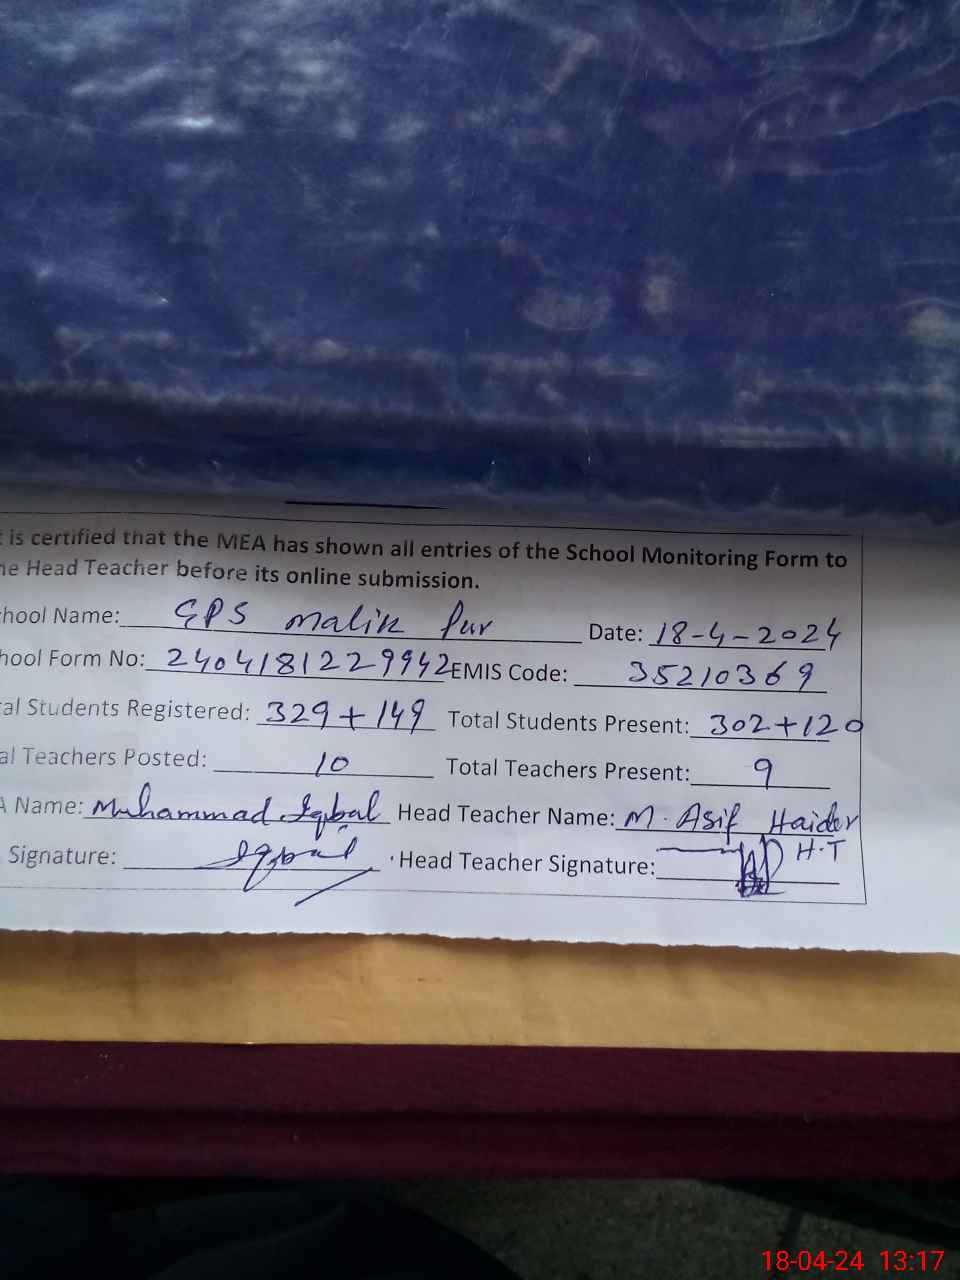 is certified that the MEA has shown all entries of the School Monitoring Form to
he Head Teacher before its online submission.
hool Name: GPS Malik Pur Date: 18-4-2024
hool Form No: 2404181229942 EMIS Code: 35210369
al Students Registered: 329+149 Total Students Present: 302+120
al Teachers Posted: 10 Total Teachers Present: 9
A Name: Muhammad Iqbal Head Teacher Name: M. Asif Haider
Signature: Iqbal Head Teacher Signature: H.T
18-04-24 13:17